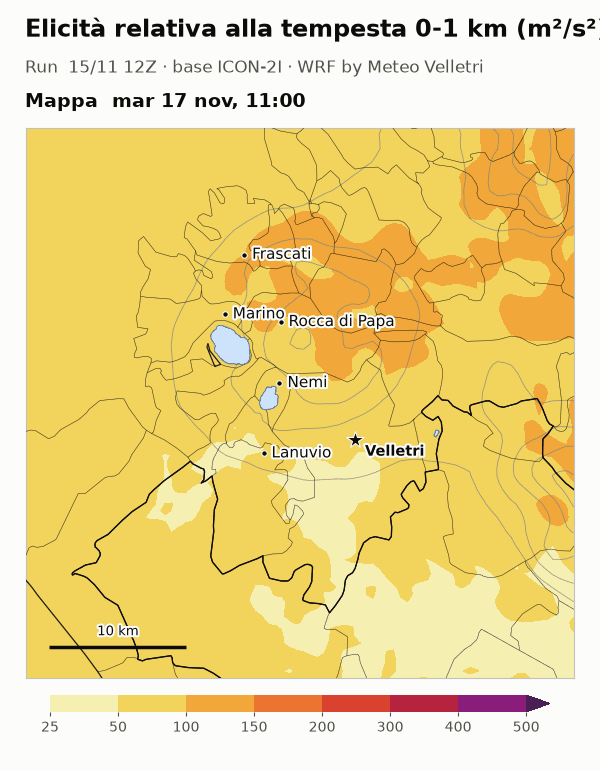 Elicità relativa alla tempesta 0-1 km (m²/s²)
Run  15/11 12Z · base ICON-2I · WRF by Meteo Velletri
Mappa  mar 17 nov, 11:00
Frascati
Marino
Rocca di Papa
Nemi
Velletri
Lanuvio
10 km
25 50 100 150 200 300 400 500